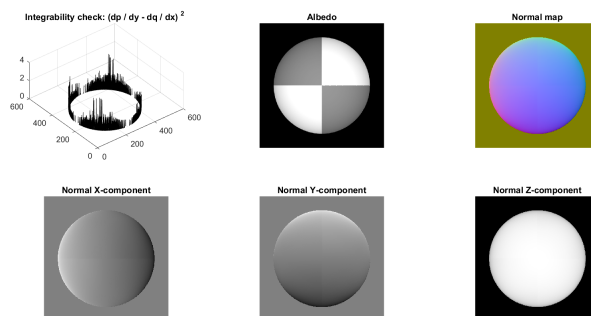 Integrability check: (dp / dy - dq / dx) 2
4
2
0
600
400
200
0
0
200
400
600
Albedo
Normal map
Normal X-component
Normal Y-component
Normal Z-component